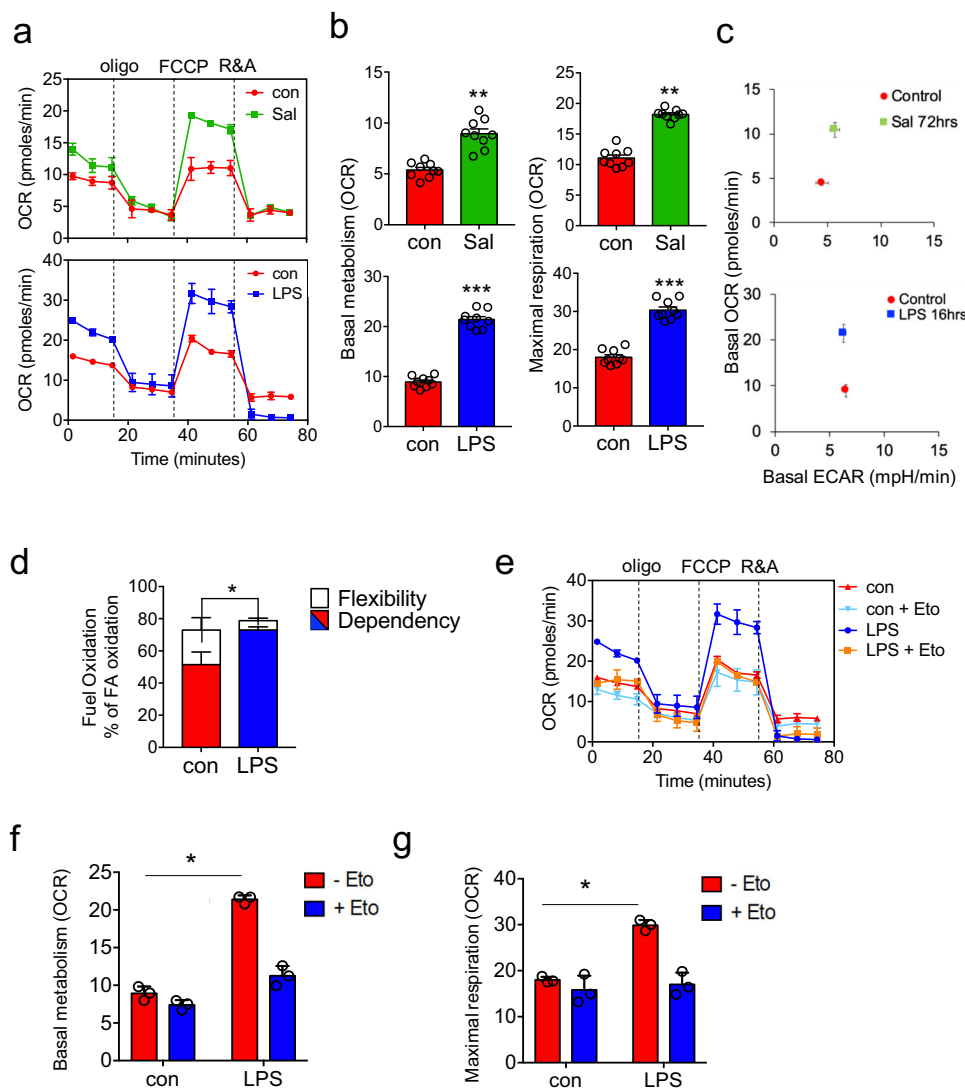 a
oligo FCCP R&A
OCR (pmoles/min)
25
20
15
10
5
0
con
Sal
OCR (pmoles/min)
40
30
20
10
0
con
LPS
0 20 40 60 80
Time (minutes)
b
Basal metabolism (OCR)
15
10
5
0
**
con Sal
30
20
10
0
***
con LPS
Maximal respiration (OCR)
25
20
15
10
5
0
**
con Sal
40
30
20
10
0
***
con LPS
c
Basal OCR (pmoles/min)
15
10
5
0
Control
Sal 72hrs
0 5 10 15
40
30
20
10
0
Control
LPS 16hrs
0 5 10 15
Basal ECAR (mpH/min)
d
Fuel Oxidation
% of FA oxidation
100
80
60
40
20
0
*
con LPS
Flexibility
Dependency
e
oligo FCCP R&A
OCR (pmoles/min)
40
30
20
10
0
0 20 40 60 80
Time (minutes)
con
con + Eto
LPS
LPS + Eto
f
Basal metabolism (OCR)
25
20
15
10
5
0
*
con LPS
- Eto
+ Eto
g
Maximal respiration (OCR)
40
30
20
10
0
*
con LPS
- Eto
+ Eto